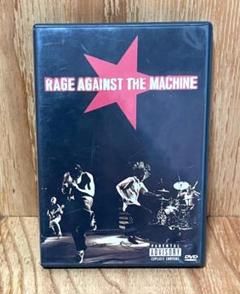 RAGE AGAINST THE MACHINE
PARENTAL
ADVISORY
EXPLICIT CONTENT
DVD